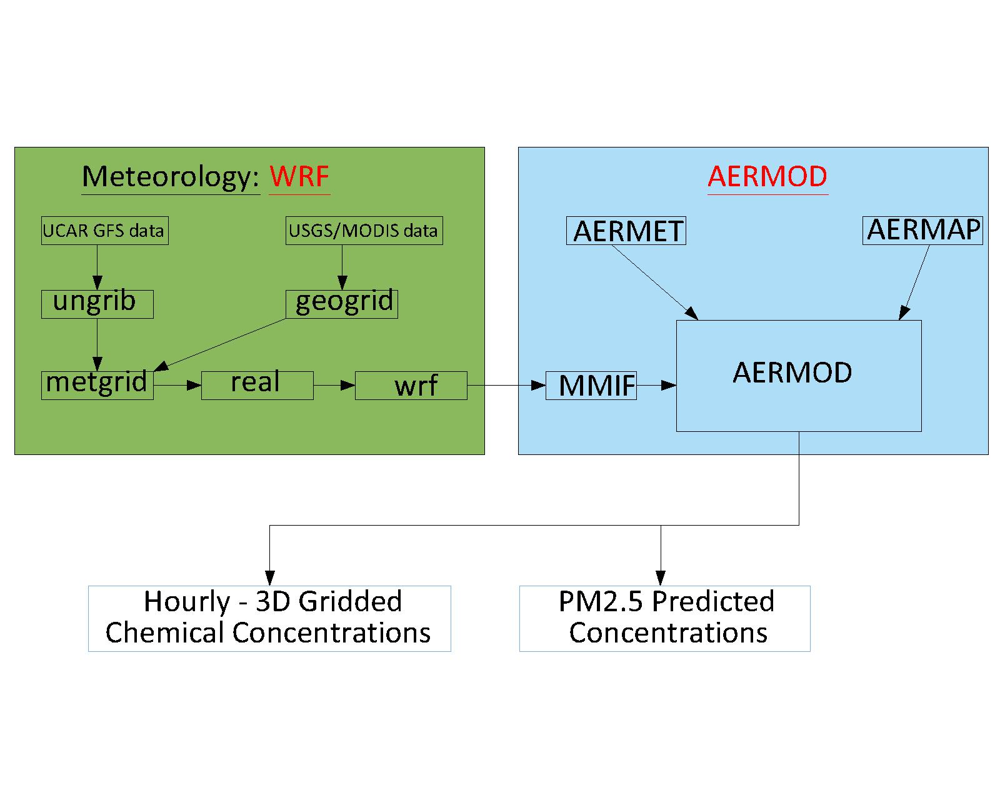 Meteorology: WRF
UCAR GFS data
USGS/MODIS data
ungrib
geogrid
metgrid
real
wrf
AERMOD
AERMET
AERMAP
MMIF
AERMOD
Hourly - 3D Gridded
Chemical Concentrations
PM2.5 Predicted
Concentrations